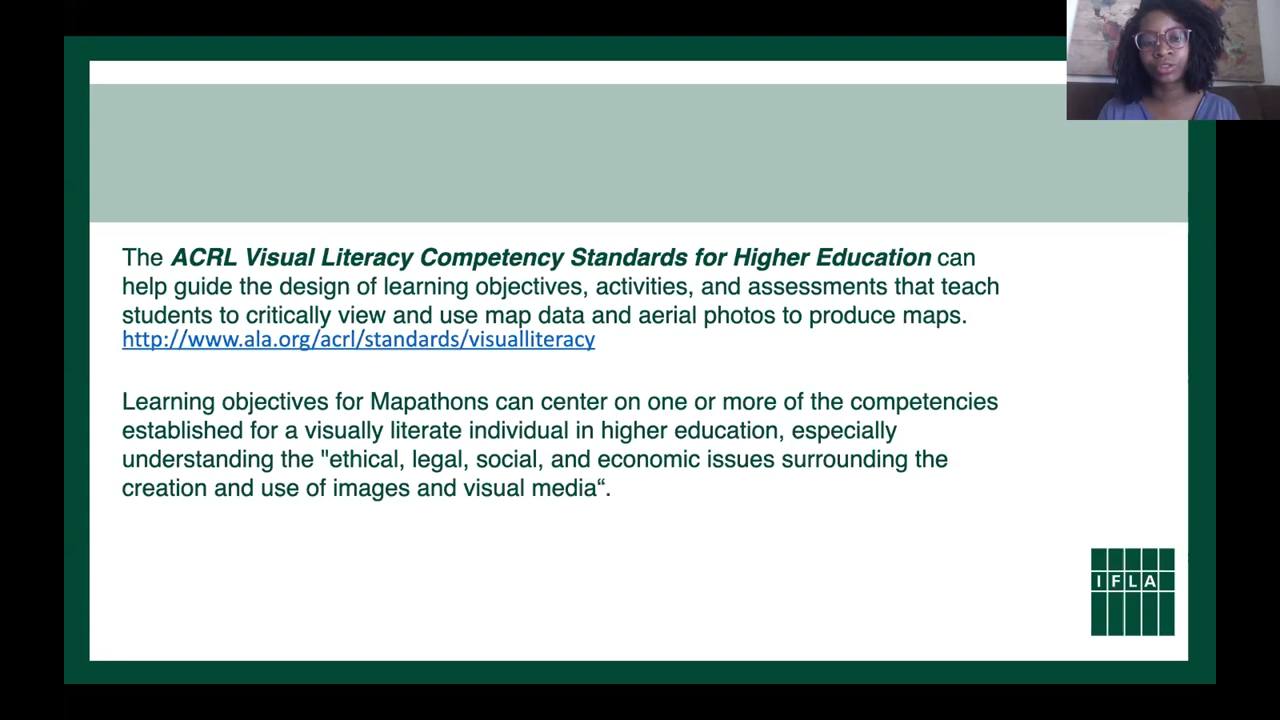 The ACRL Visual Literacy Competency Standards for Higher Education can
help guide the design of learning objectives, activities, and assessments that teach
students to critically view and use map data and aerial photos to produce maps.
http://www.ala.org/acrl/standards/visualliteracy
Learning objectives for Mapathons can center on one or more of the competencies
established for a visually literate individual in higher education, especially
understanding the "ethical, legal, social, and economic issues surrounding the
creation and use of images and visual media“.
IFLA